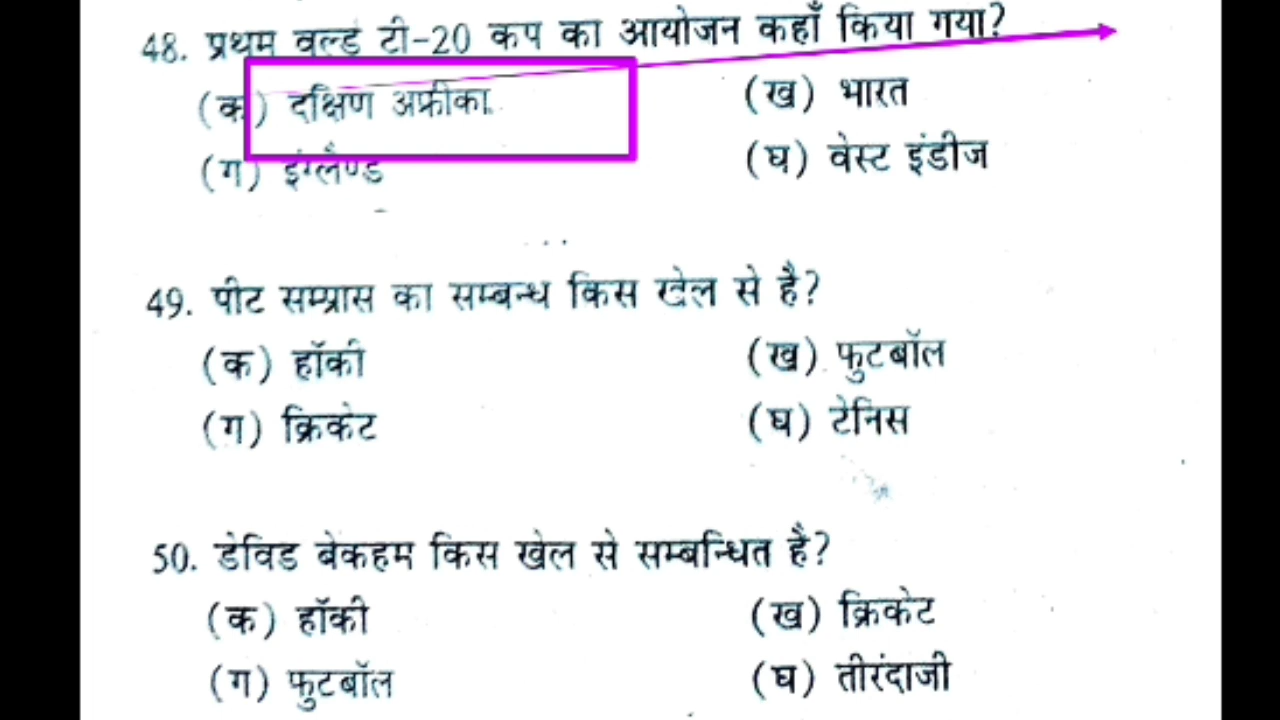 48. प्रथम वर्ल्ड टी-20 कप का आयोजन कहाँ किया गया?
(क) दक्षिण अफ्रीका (ख) भारत
(ग) इंग्लैण्ड (घ) वेस्ट इंडीज
49. पीट सम्प्रास का सम्बन्ध किस खेल से है?
(क) हॉकी (ख) फुटबॉल
(ग) क्रिकेट (घ) टेनिस
50. डेविड बेकहम किस खेल से सम्बन्धित है?
(क) हॉकी (ख) क्रिकेट
(ग) फुटबॉल (घ) तीरंदाजी